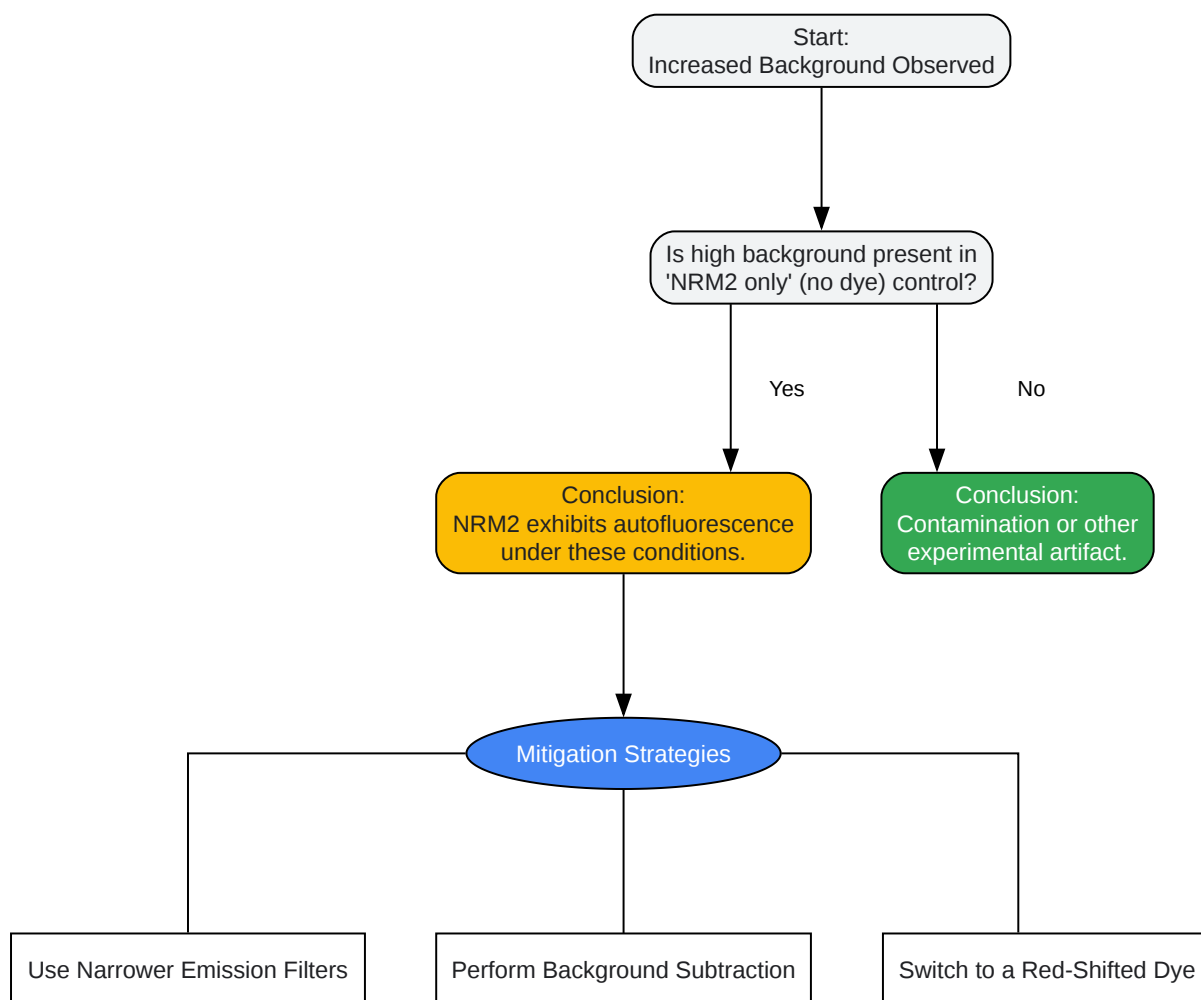 Start:
Increased Background Observed
Is high background present in
'NRM2 only' (no dye) control?
Yes
No
Conclusion:
NRM2 exhibits autofluorescence
under these conditions.
Conclusion:
Contamination or other
experimental artifact.
Mitigation Strategies
Use Narrower Emission Filters
Perform Background Subtraction
Switch to a Red-Shifted Dye